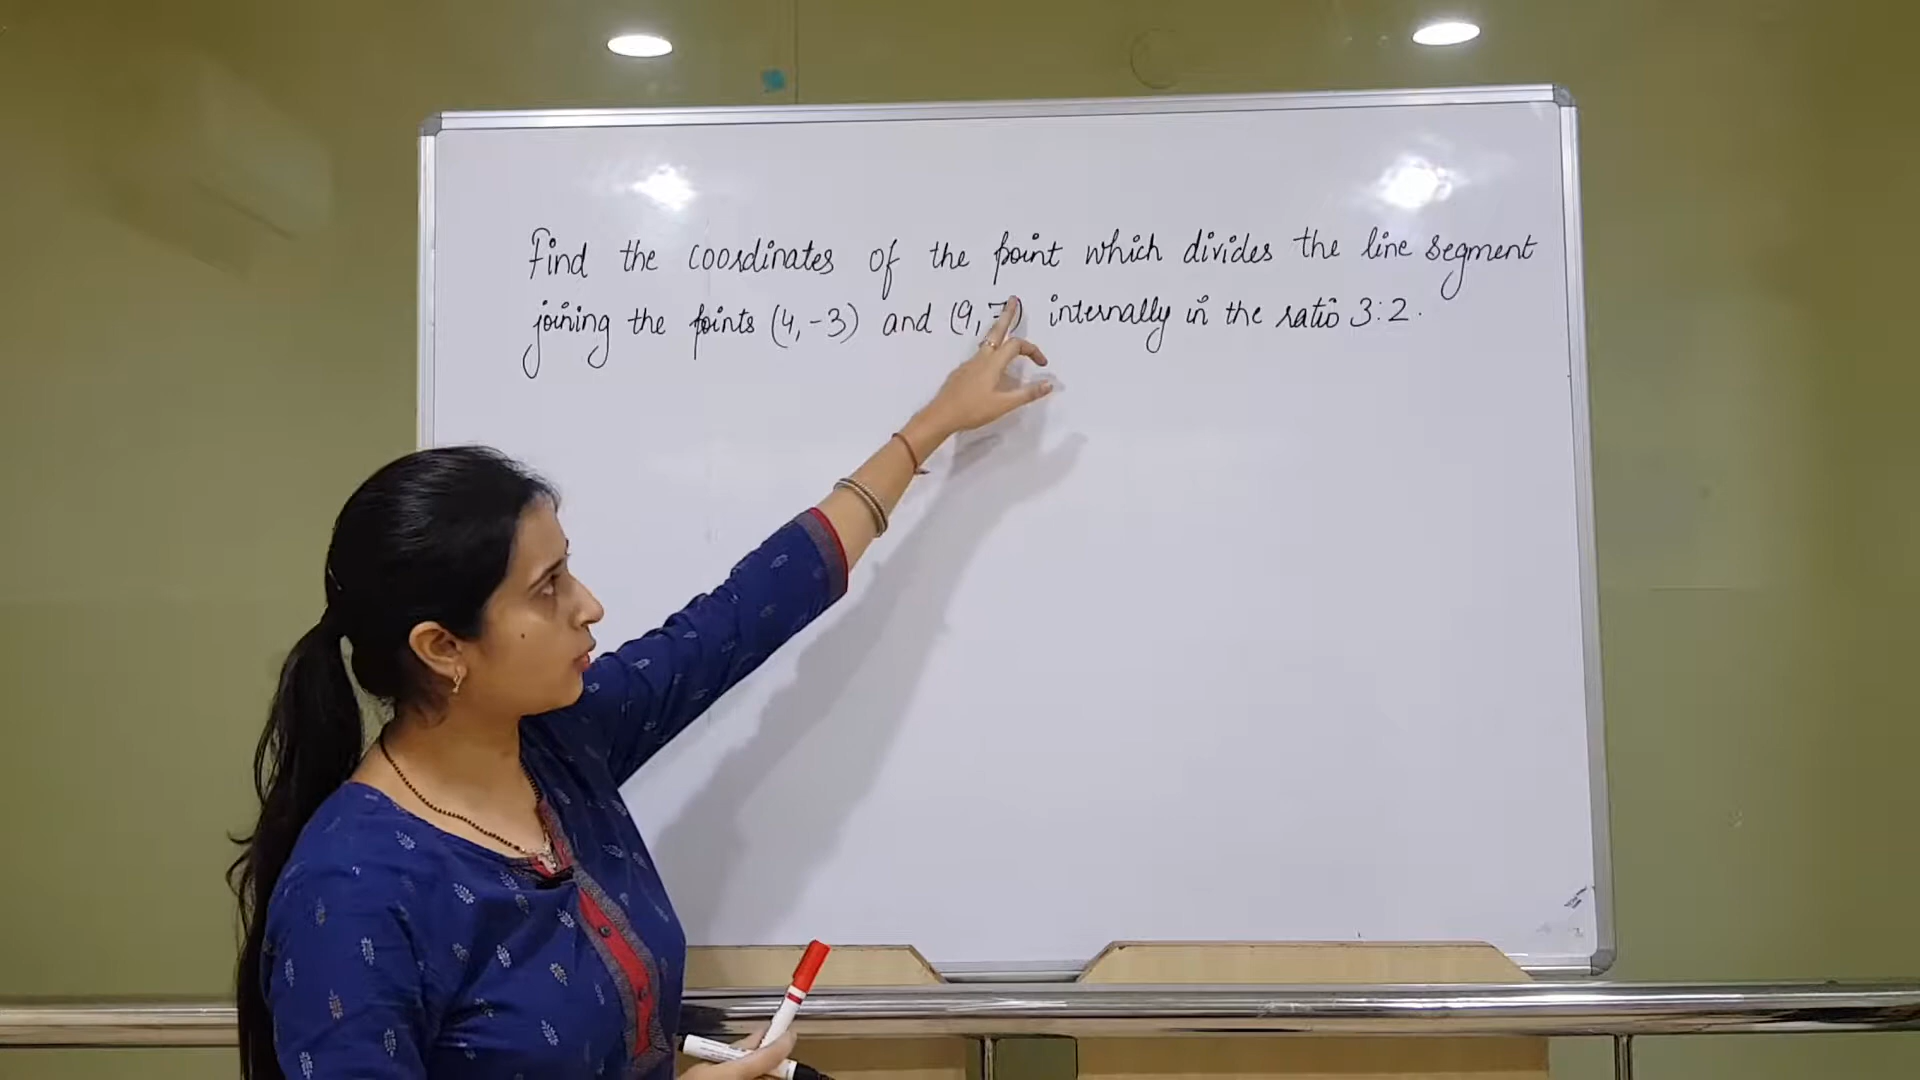 Find the coordinates of the point which divides the line segment
joining the points (4,-3) and (9,7) internally in the ratio 3:2.